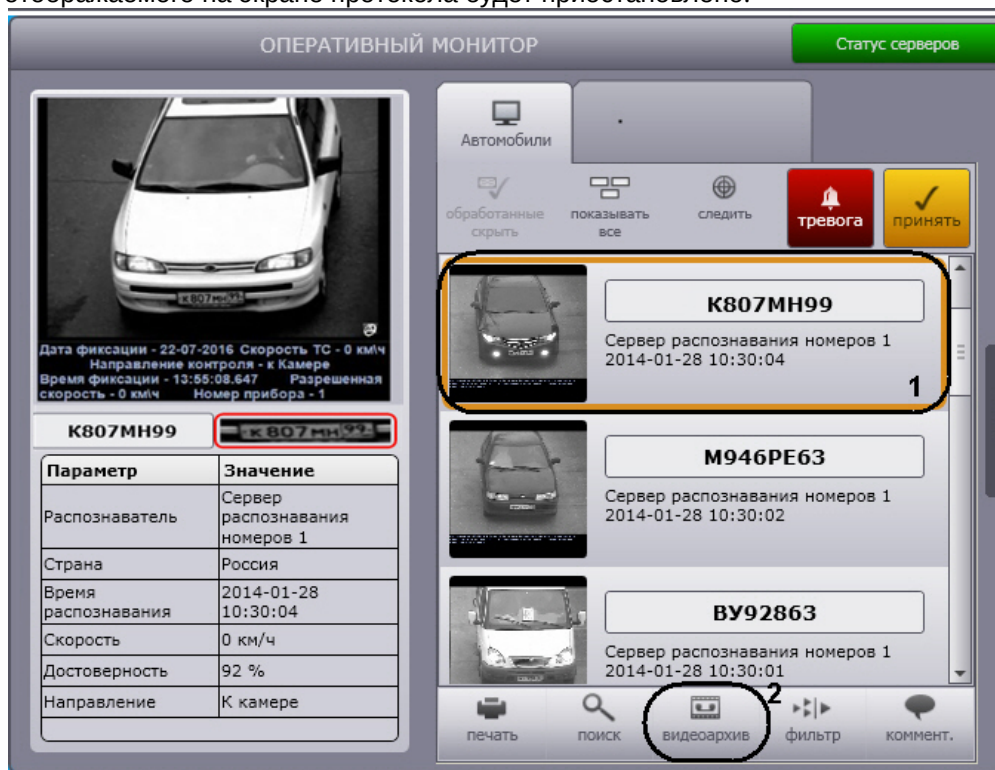 отображаемого на экране протокола будет приостановлено.
ОПЕРАТИВНЫЙ МОНИТОР
Статус серверов
Дата фиксации - 22-07-2016 Скорость ТС - 0 км\ч
Направление контроля - к Камере
Время фиксации - 13:55:08.647 Разрешенная
скорость - 0 км\ч Номер прибора - 1
К807МН99
к 807 мн 99
Параметр Значение
Распознаватель Сервер
распознавания
номеров 1
Страна Россия
Время
распознавания
2014-01-28
10:30:04
Скорость 0 км/ч
Достоверность 92 %
Направление К камере
Автомобили
.
обработанные
скрыть
показывать
все
следить
тревога
принять
К807МН99
Сервер распознавания номеров 1
2014-01-28 10:30:04
1
М946РЕ63
Сервер распознавания номеров 1
2014-01-28 10:30:02
ВУ92863
Сервер распознавания номеров 1
2014-01-28 10:30:01
2
печать
поиск
видеоархив
фильтр
коммент.